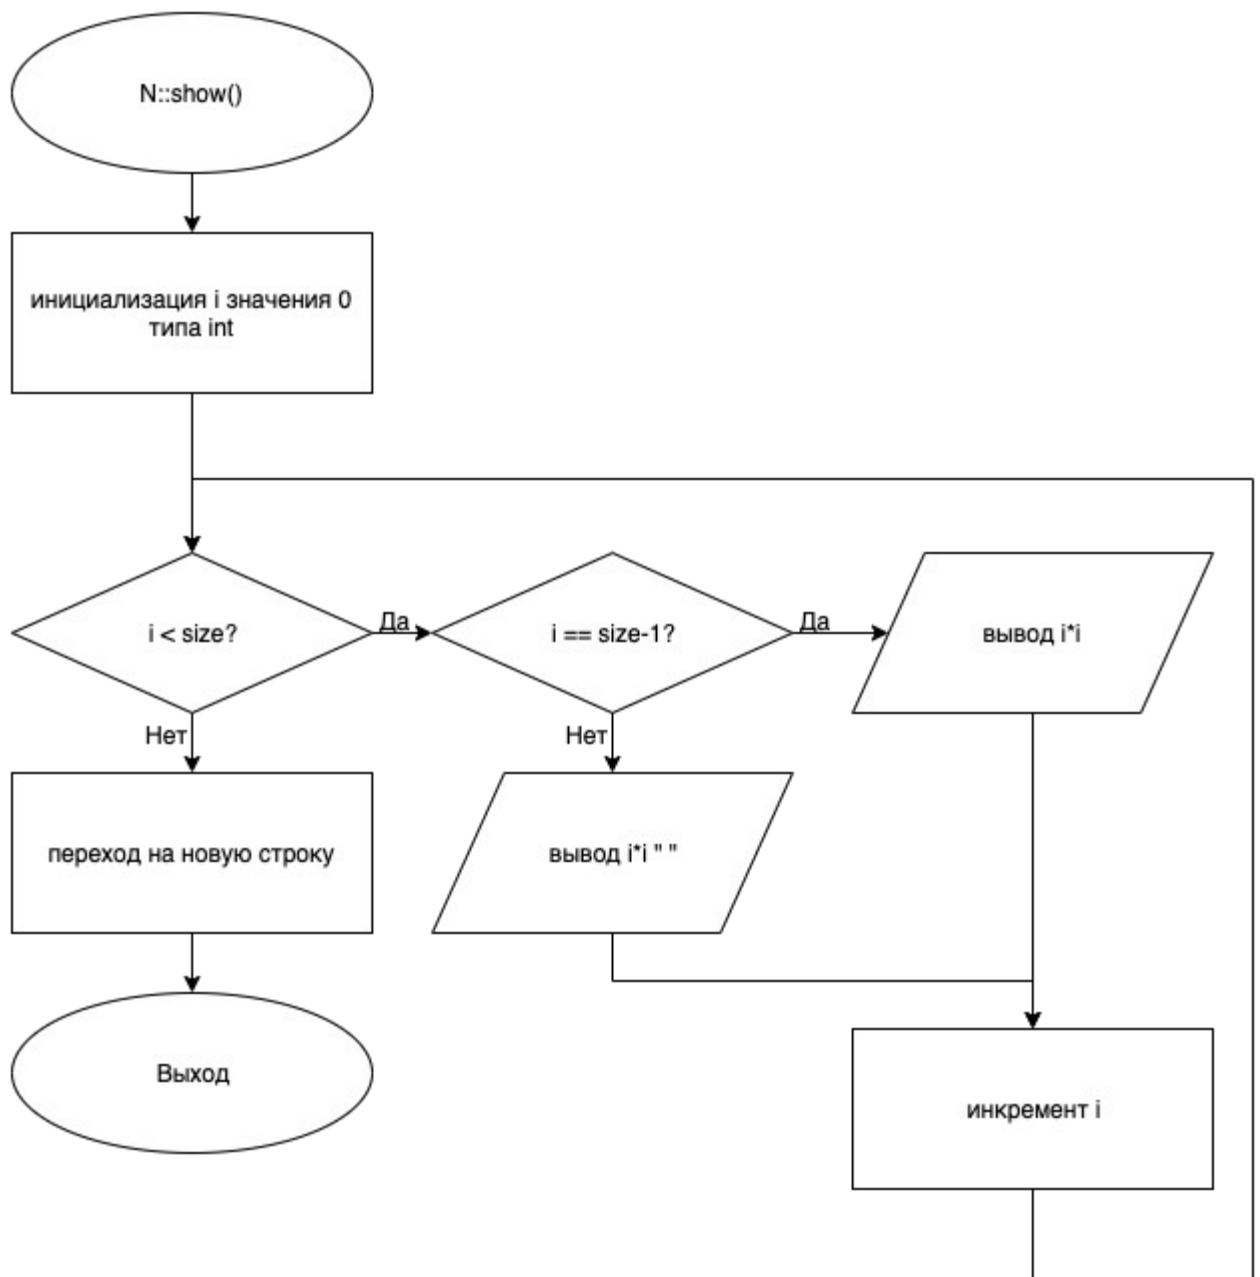 N::show()
инициализация i значения 0
типа int
i < size?
Да
i == size-1?
Да
вывод i*i
Нет
Нет
переход на новую строку
вывод i*i " "
Выход
инкремент i